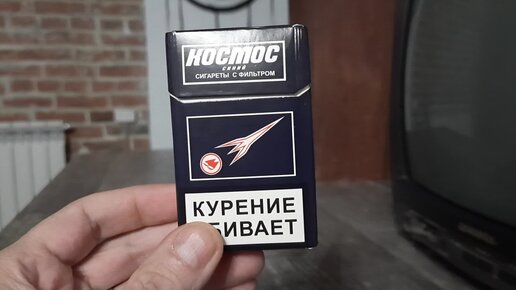 КОСМОС
СИНИЙ
СИГАРЕТЫ С ФИЛЬТРОМ
КУРЕНИЕ
БИВАЕТ